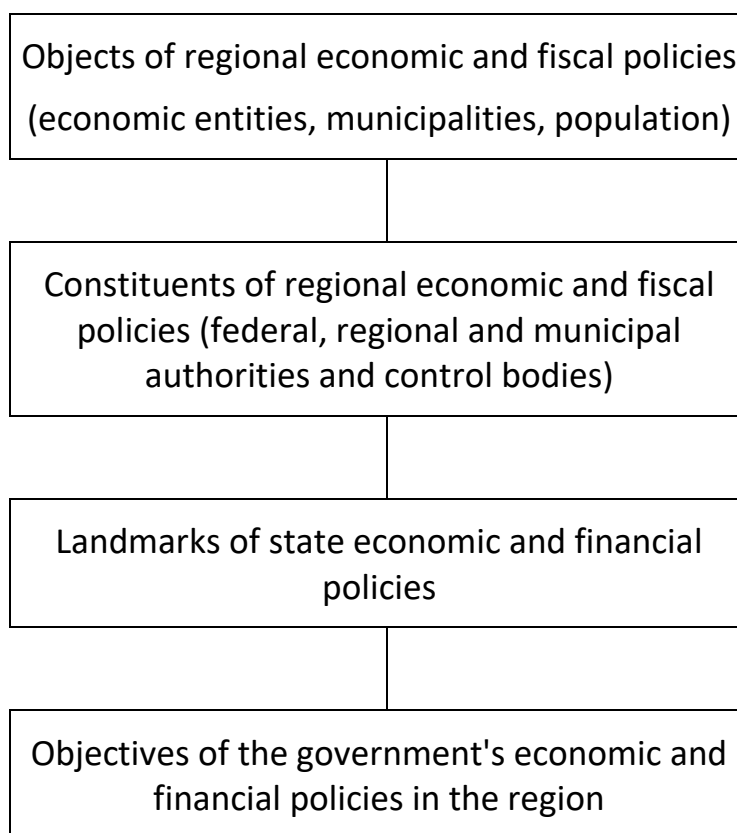 Objects of regional economic and fiscal policies
(economic entities, municipalities, population)
Constituents of regional economic and fiscal
policies (federal, regional and municipal
authorities and control bodies)
Landmarks of state economic and financial
policies
Objectives of the government's economic and
financial policies in the region